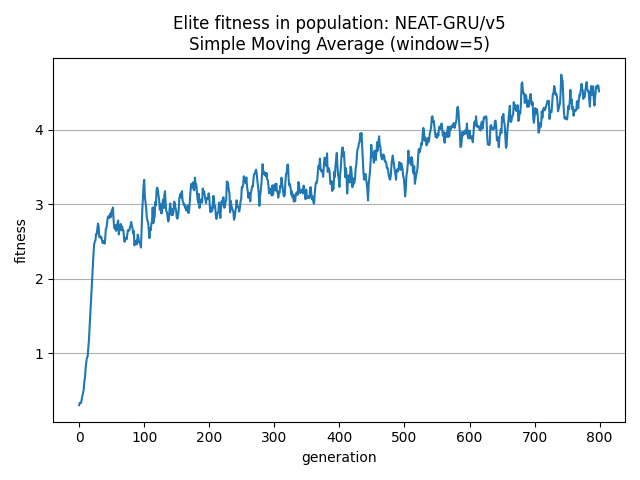 Elite fitness in population: NEAT-GRU/v5
Simple Moving Average (window=5)
fitness
4
3
2
1
0 100 200 300 400 500 600 700 800
generation